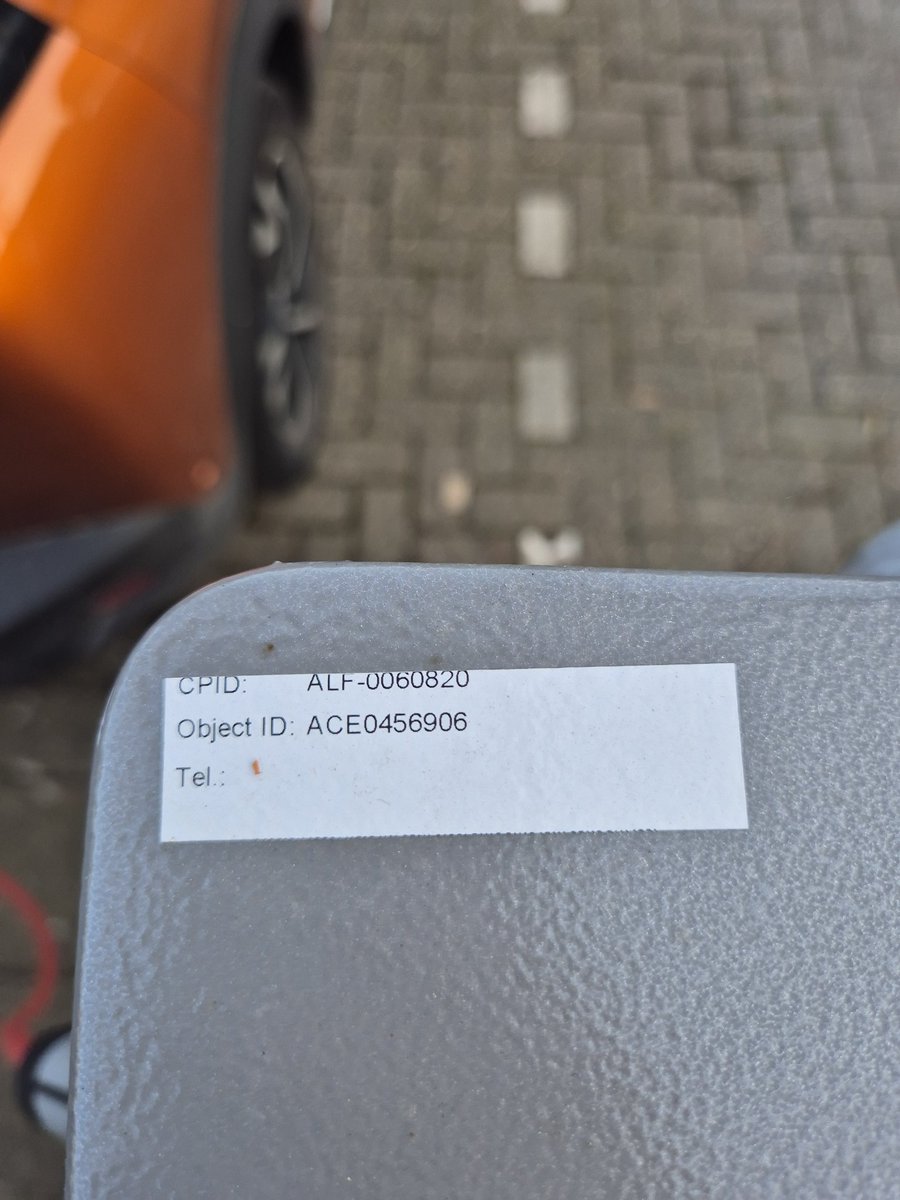 CPID: ALF-0060820
Object ID: ACE0456906
Tel.: